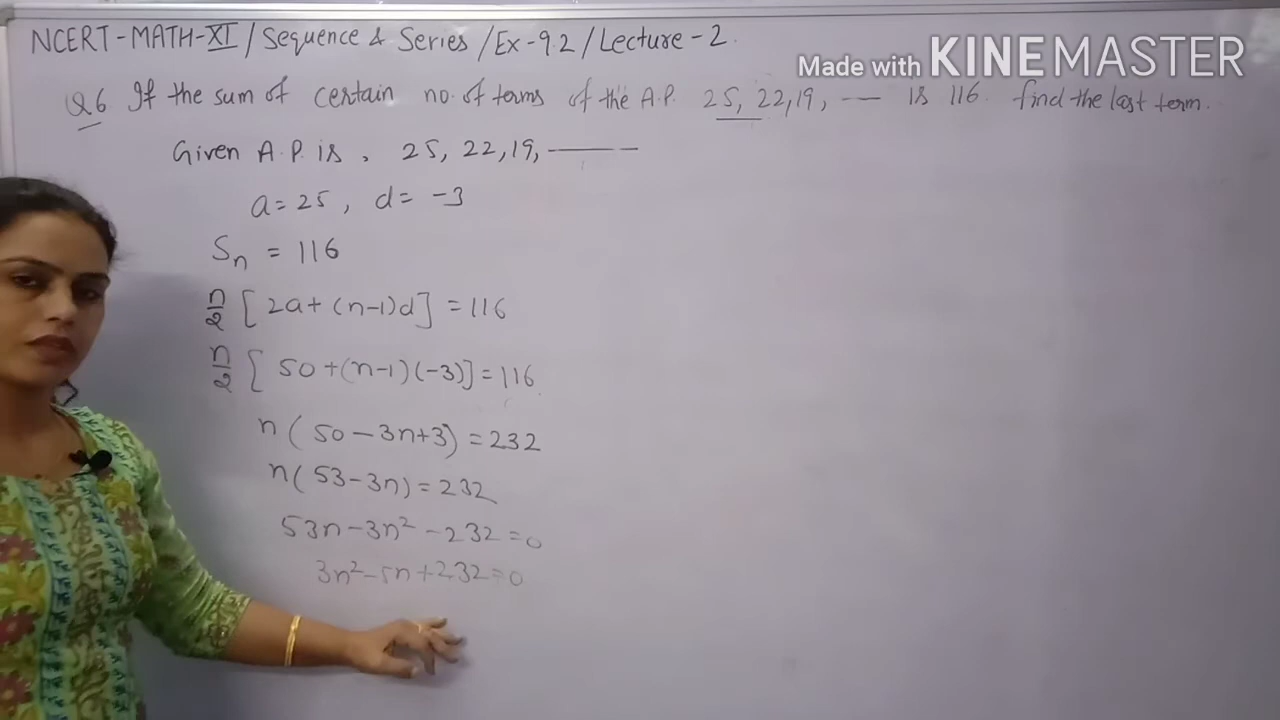 NCERT-MATH-XI / Sequence & Series / Ex-9.2 / Lecture-2.
Made with KINEMASTER
Q6 If the sum of certain no. of terms of the A.P. 25, 22, 19, --- is 116. find the last term.
Given A.P. is, 25, 22, 19, ———
a = 25, d = -3
Sn = 116
n/2 [2a + (n-1)d] = 116
n/2 [50 + (n-1)(-3)] = 116
n(50 - 3n + 3) = 232
n(53 - 3n) = 232
53n - 3n² - 232 = 0
3n² - 5n + 232 = 0